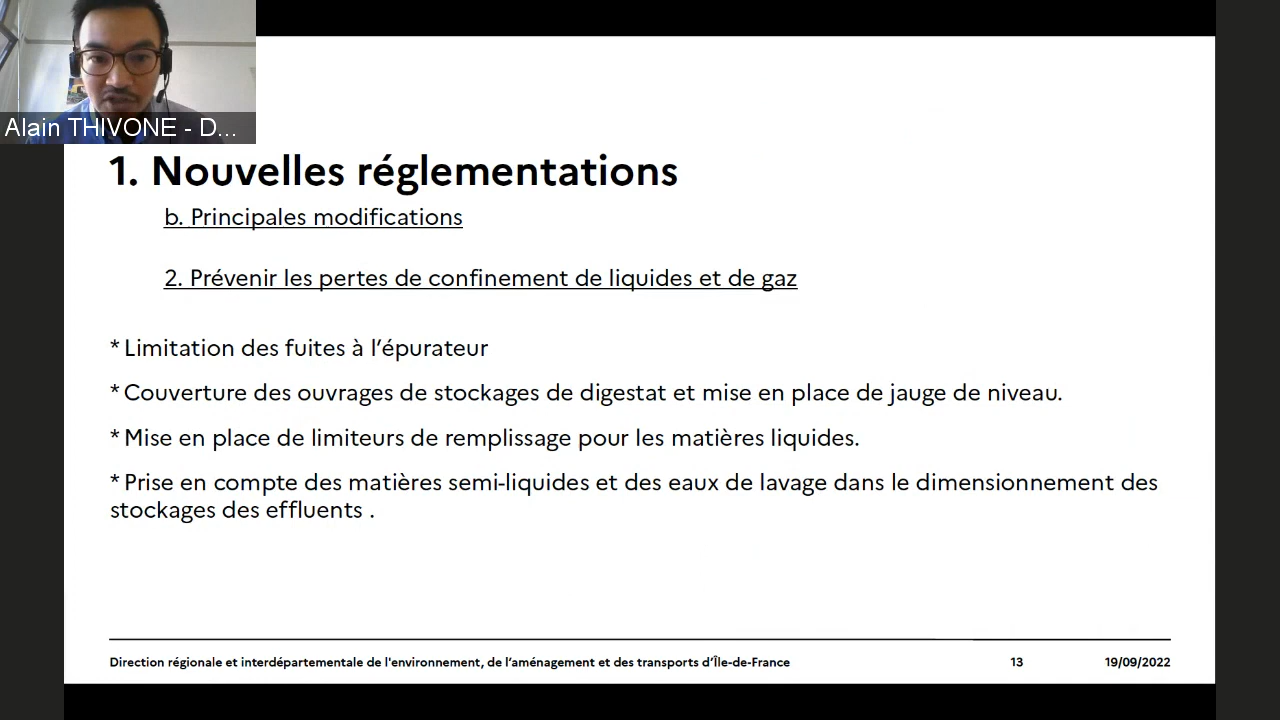 Alain THIVONE - D...
1. Nouvelles réglementations
b. Principales modifications
2. Prévenir les pertes de confinement de liquides et de gaz
* Limitation des fuites à l’épurateur
* Couverture des ouvrages de stockages de digestat et mise en place de jauge de niveau.
* Mise en place de limiteurs de remplissage pour les matières liquides.
* Prise en compte des matières semi-liquides et des eaux de lavage dans le dimensionnement des
stockages des effluents .
Direction régionale et interdépartementale de l'environnement, de l’aménagement et des transports d’Île-de-France 13 19/09/2022